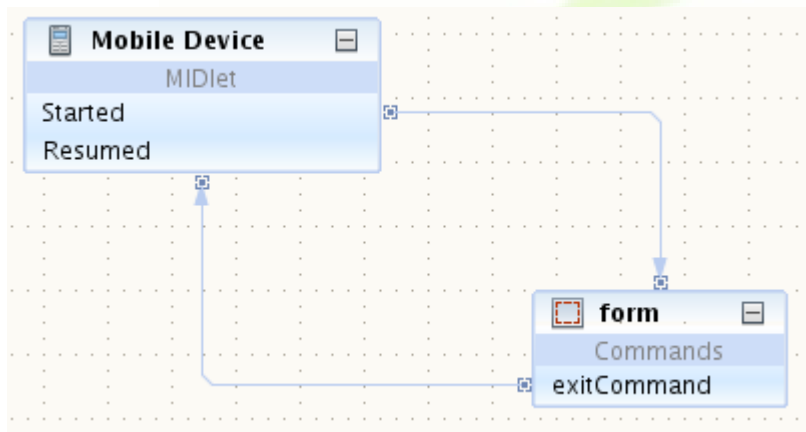 Mobile Device
MIDlet
Started
Resumed
form
Commands
exitCommand